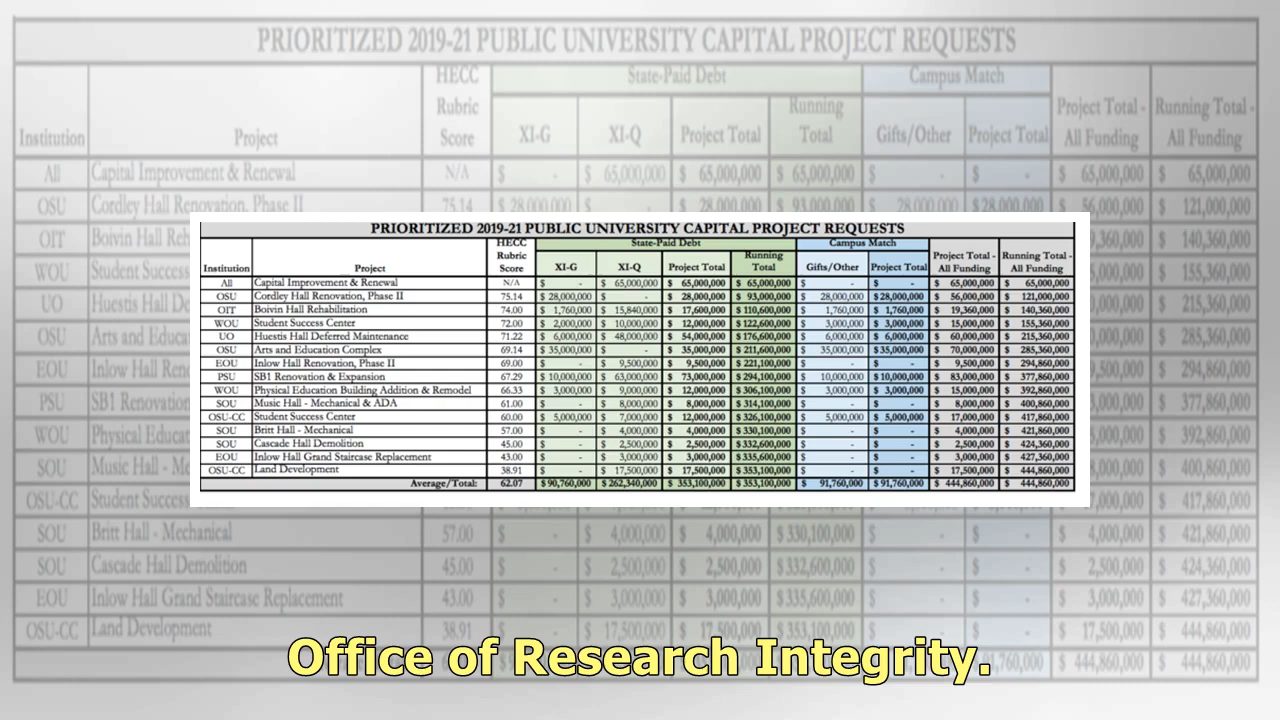 PRIORITIZED 2019-21 PUBLIC UNIVERSITY CAPITAL PROJECT REQUESTS
HECC Rubric Score State-Paid Debt Campus Match
Institution Project XI-G XI-Q Project Total Running Total Gifts/Other Project Total Project Total - All Funding Running Total - All Funding
All Capital Improvement & Renewal N/A $ - $ 65,000,000 $ 65,000,000 $ 65,000,000 $ - $ - $ 65,000,000 $ 65,000,000
OSU Cordley Hall Renovation, Phase II 75.14 $ 28,000,000 $ - $ 28,000,000 $ 93,000,000 28,000,000 $28,000,000 $ 56,000,000 $ 121,000,000
OIT Boivin Hall Rehabilitation 74.00 $ 1,760,000 $ 15,840,000 $ 17,600,000 $ 110,600,000 $ 1,760,000 $ 1,760,000 $ 19,360,000 $ 140,360,000
WOU Student Success Center 72.00 $ 2,000,000 $ 10,000,000 $ 12,000,000 $ 122,600,000 $ 3,000,000 $ 3,000,000 $ 15,000,000 $ 155,360,000
UO Huestis Hall Deferred Maintenance 71.22 $ 6,000,000 $ 48,000,000 $ 54,000,000 $ 176,600,000 $ 6,000,000 $ 6,000,000 $ 60,000,000 $ 215,360,000
OSU Arts and Education Complex 69.14 $ 35,000,000 $ - $ 35,000,000 $ 211,600,000 $ 35,000,000 $35,000,000 $ 70,000,000 $ 285,360,000
EOU Inlow Hall Renovation, Phase II 69.00 $ - $ 9,500,000 $ 9,500,000 $ 221,100,000 $ - $ - $ 9,500,000 $ 294,860,000
PSU SB1 Renovation & Expansion 67.29 $ 10,000,000 $ 63,000,000 $ 73,000,000 $ 294,100,000 $ 10,000,000 $10,000,000 $ 83,000,000 $ 377,860,000
WOU Physical Education Building Addition & Remodel 66.33 $ 3,000,000 $ 9,000,000 $ 12,000,000 $ 306,100,000 $ 3,000,000 $ 3,000,000 $ 15,000,000 $ 392,860,000
SOU Music Hall - Mechanical & ADA 61.00 $ - $ 8,000,000 $ 8,000,000 $ 314,100,000 $ - $ - $ 8,000,000 $ 400,860,000
OSU-CC Student Success Center 60.00 $ 5,000,000 $ 7,000,000 $ 12,000,000 $ 326,100,000 $ 5,000,000 $ 5,000,000 $ 17,000,000 $ 417,860,000
SOU Britt Hall - Mechanical 57.00 $ - $ 4,000,000 $ 4,000,000 $ 330,100,000 $ - $ - $ 4,000,000 $ 421,860,000
SOU Cascade Hall Demolition 45.00 $ - $ 2,500,000 $ 2,500,000 $ 332,600,000 $ - $ - $ 2,500,000 $ 424,360,000
EOU Inlow Hall Grand Staircase Replacement 43.00 $ - $ 3,000,000 $ 3,000,000 $ 335,600,000 $ - $ - $ 3,000,000 $ 427,360,000
OSU-CC Land Development 38.91 $ - $ 17,500,000 $ 17,500,000 $ 353,100,000 $ - $ - $ 17,500,000 $ 444,860,000
Average/Total: 62.07 $ 90,760,000 $ 262,340,000 $ 353,100,000 $ 353,100,000 $ 91,760,000 $ 91,760,000 $ 444,860,000 $ 444,860,000
Office of Research Integrity.